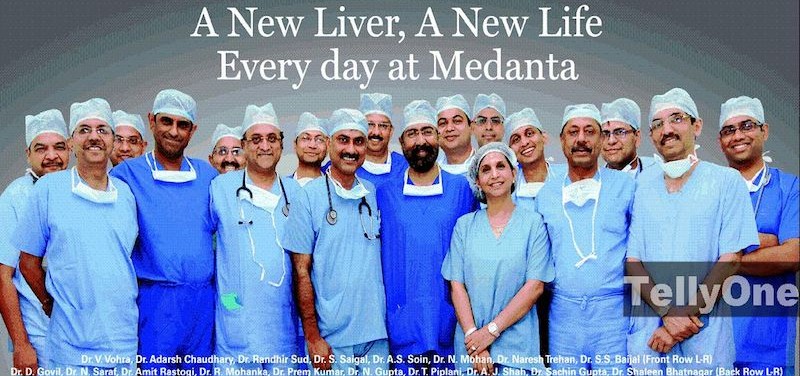 A New Liver, A New Life
Every day at Medanta
TellyOne
Dr. V. Vohra, Dr. Adarsh Chaudhary, Dr. Randhir Sud, Dr. S. Saigal, Dr. A.S. Soin, Dr. N. Mohan, Dr. Naresh Trehan, Dr. S.S. Baijal (Front Row L-R)
Dr. D. Govil, Dr. N. Saraf, Dr. Amit Rastogi, Dr. R. Mohanka, Dr. Prem Kumar, Dr. N. Gupta, Dr. T. Piplani, Dr. A. J. Shah, Dr. Sachin Gupta, Dr. Shaleen Bhatnagar (Back Row L-R)